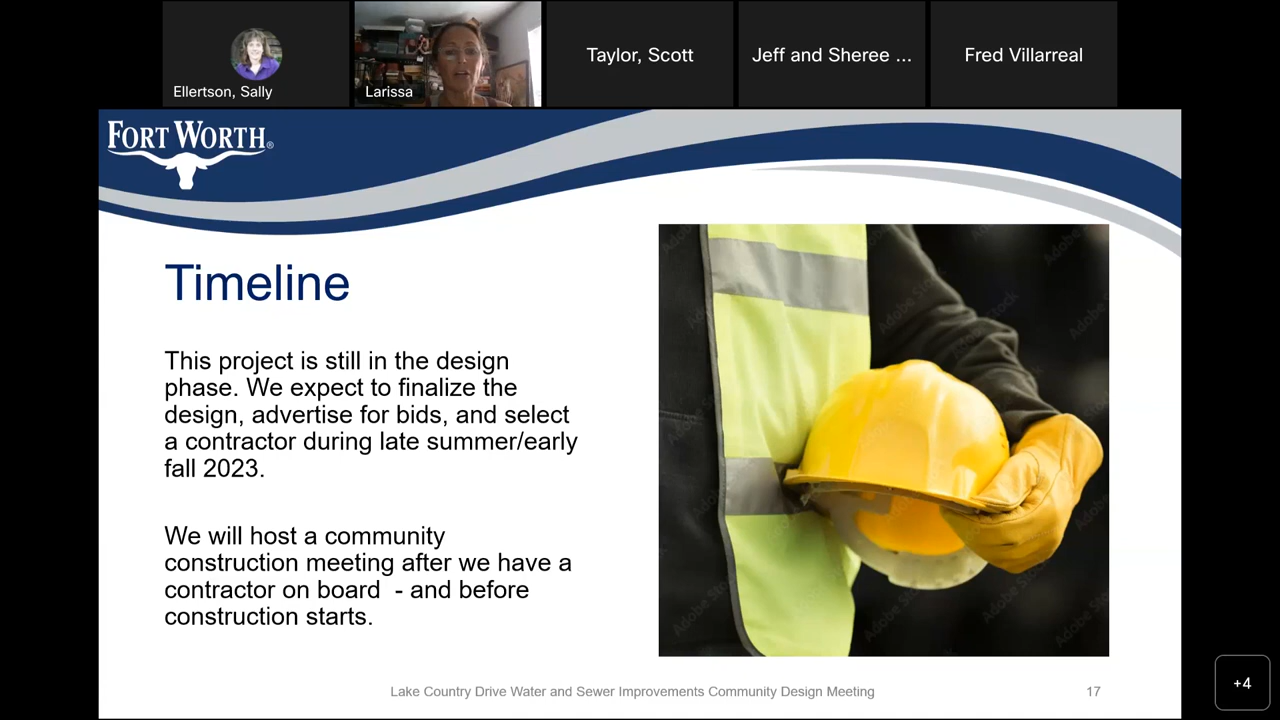 Taylor, Scott
Jeff and Sheree ...
Fred Villarreal
Ellertson, Sally
Larissa
FORT WORTH®
Timeline
This project is still in the design
phase. We expect to finalize the
design, advertise for bids, and select
a contractor during late summer/early
fall 2023.
We will host a community
construction meeting after we have a
contractor on board  - and before
construction starts.
Adobe Stock
Lake Country Drive Water and Sewer Improvements Community Design Meeting
17
+4